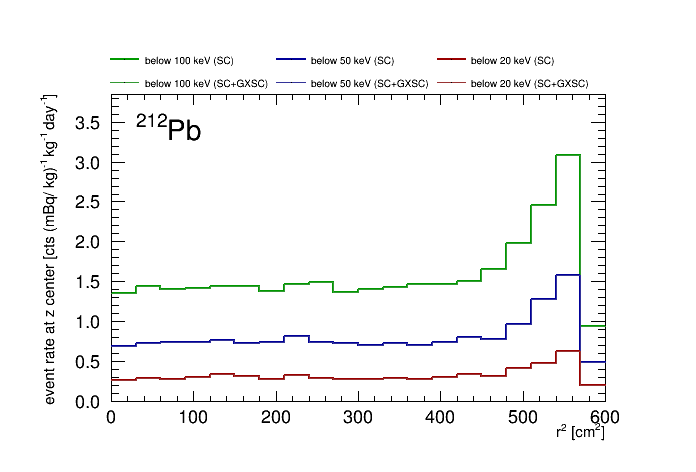 below 100 keV (SC) below 50 keV (SC) below 20 keV (SC)
below 100 keV (SC+GXSC) below 50 keV (SC+GXSC) below 20 keV (SC+GXSC)
²¹²Pb
event rate at z center [cts (mBq/ kg)⁻¹ kg⁻¹ day⁻¹]
3.5
3.0
2.5
2.0
1.5
1.0
0.5
0.0
0 100 200 300 400 500 600
r² [cm²]